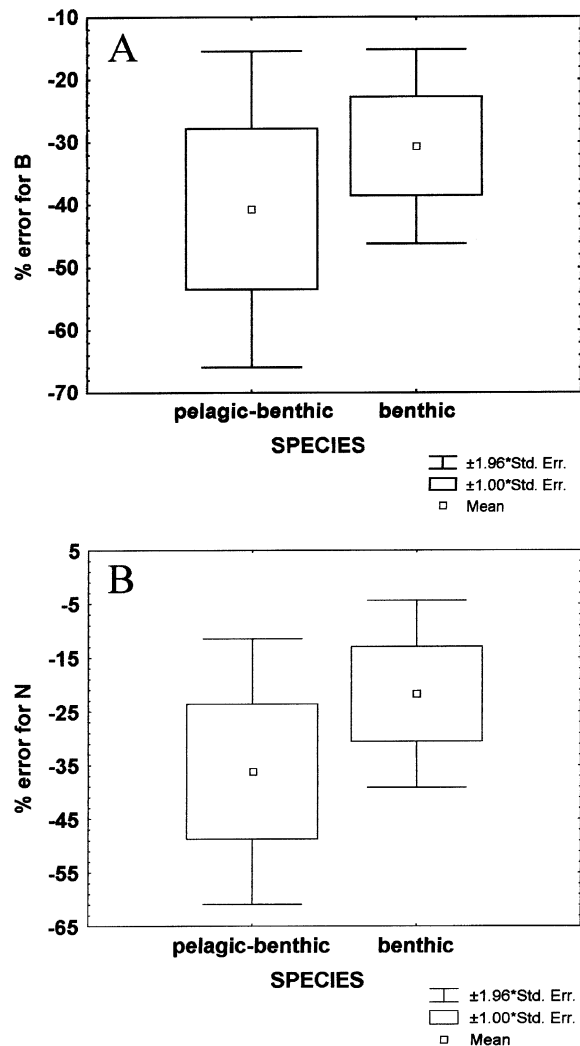 A
-10
-20
-30
-40
-50
-60
-70
% error for B
pelagic-benthic benthic
SPECIES
±1.96*Std. Err.
±1.00*Std. Err.
Mean
B
5
-5
-15
-25
-35
-45
-55
-65
% error for N
pelagic-benthic benthic
SPECIES
±1.96*Std. Err.
±1.00*Std. Err.
Mean